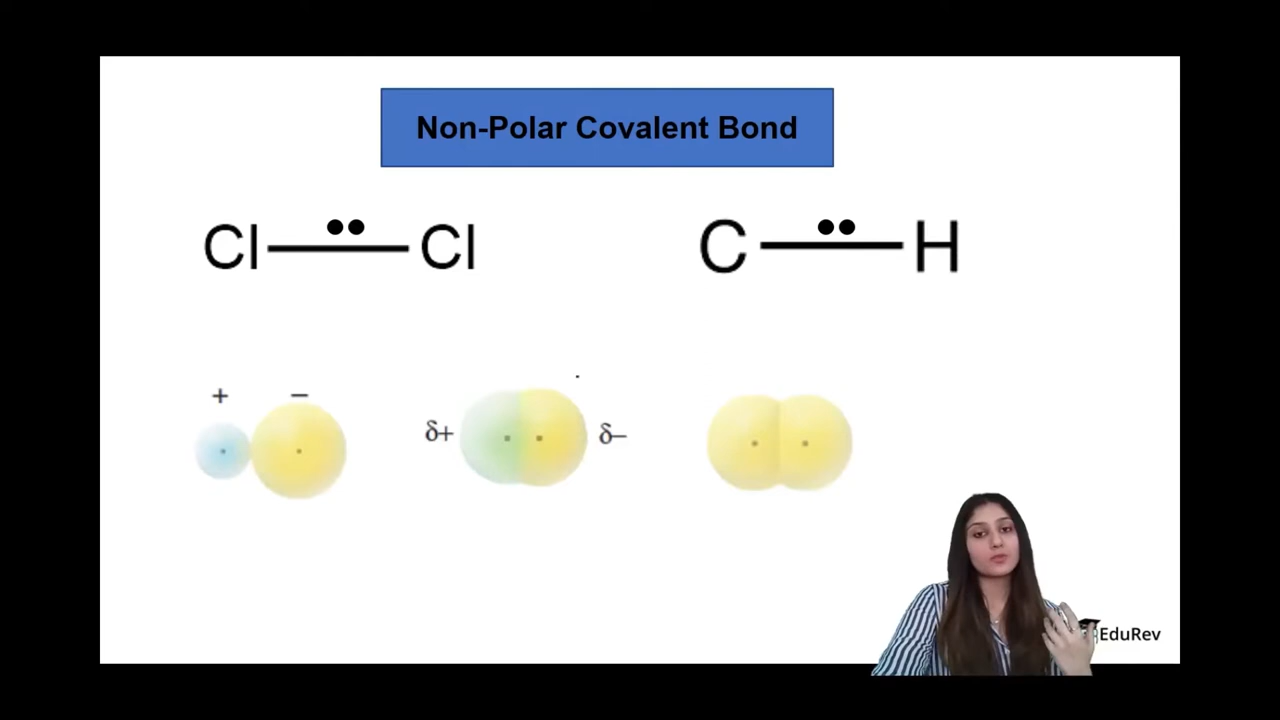 Non-Polar Covalent Bond
Cl Cl
C H
+ −
δ+ δ−
EduRev